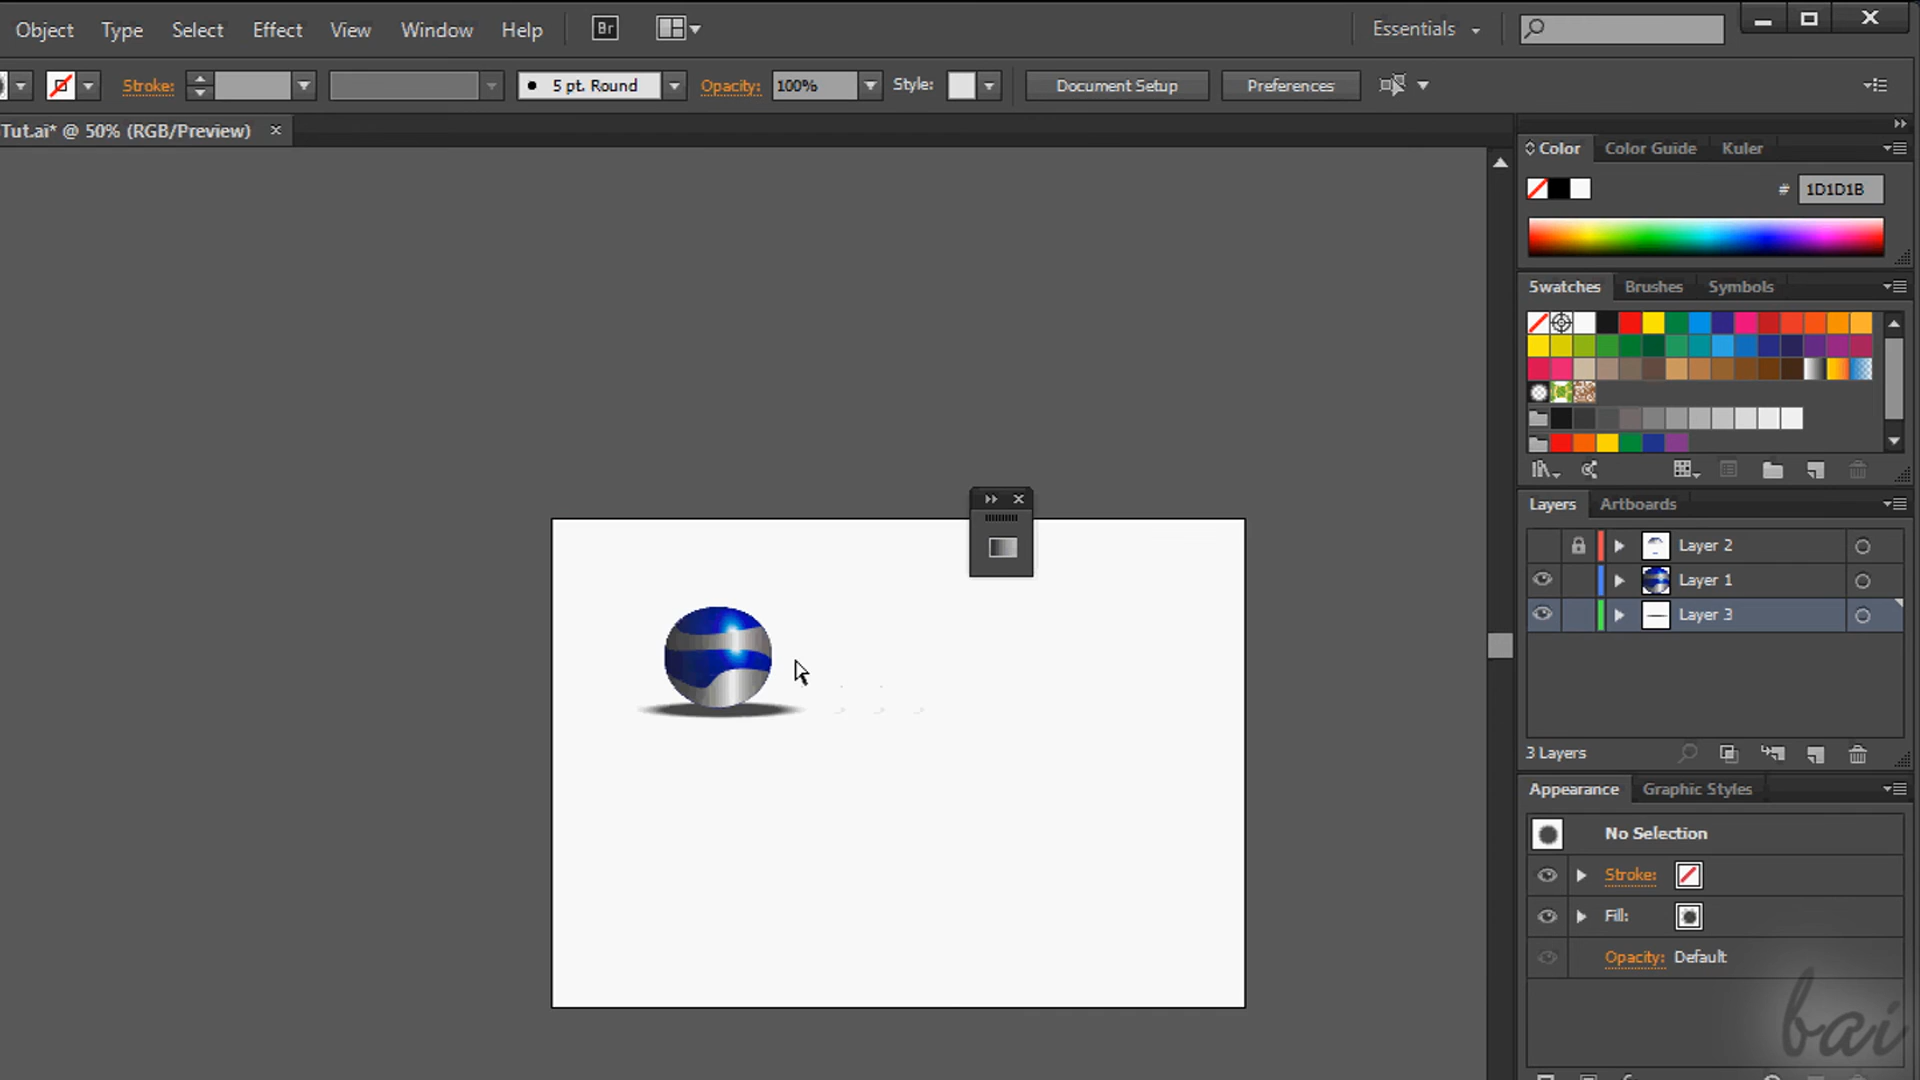 Object Type Select Effect View Window Help Br Essentials
Stroke: 5 pt. Round Opacity: 100% Style: Document Setup Preferences
Tut.ai* @ 50% (RGB/Preview)
Color Color Guide Kuler
# 1D1D1B
Swatches Brushes Symbols
Layers Artboards
Layer 2
Layer 1
Layer 3
3 Layers
Appearance Graphic Styles
No Selection
Stroke:
Fill:
Opacity: Default
bai